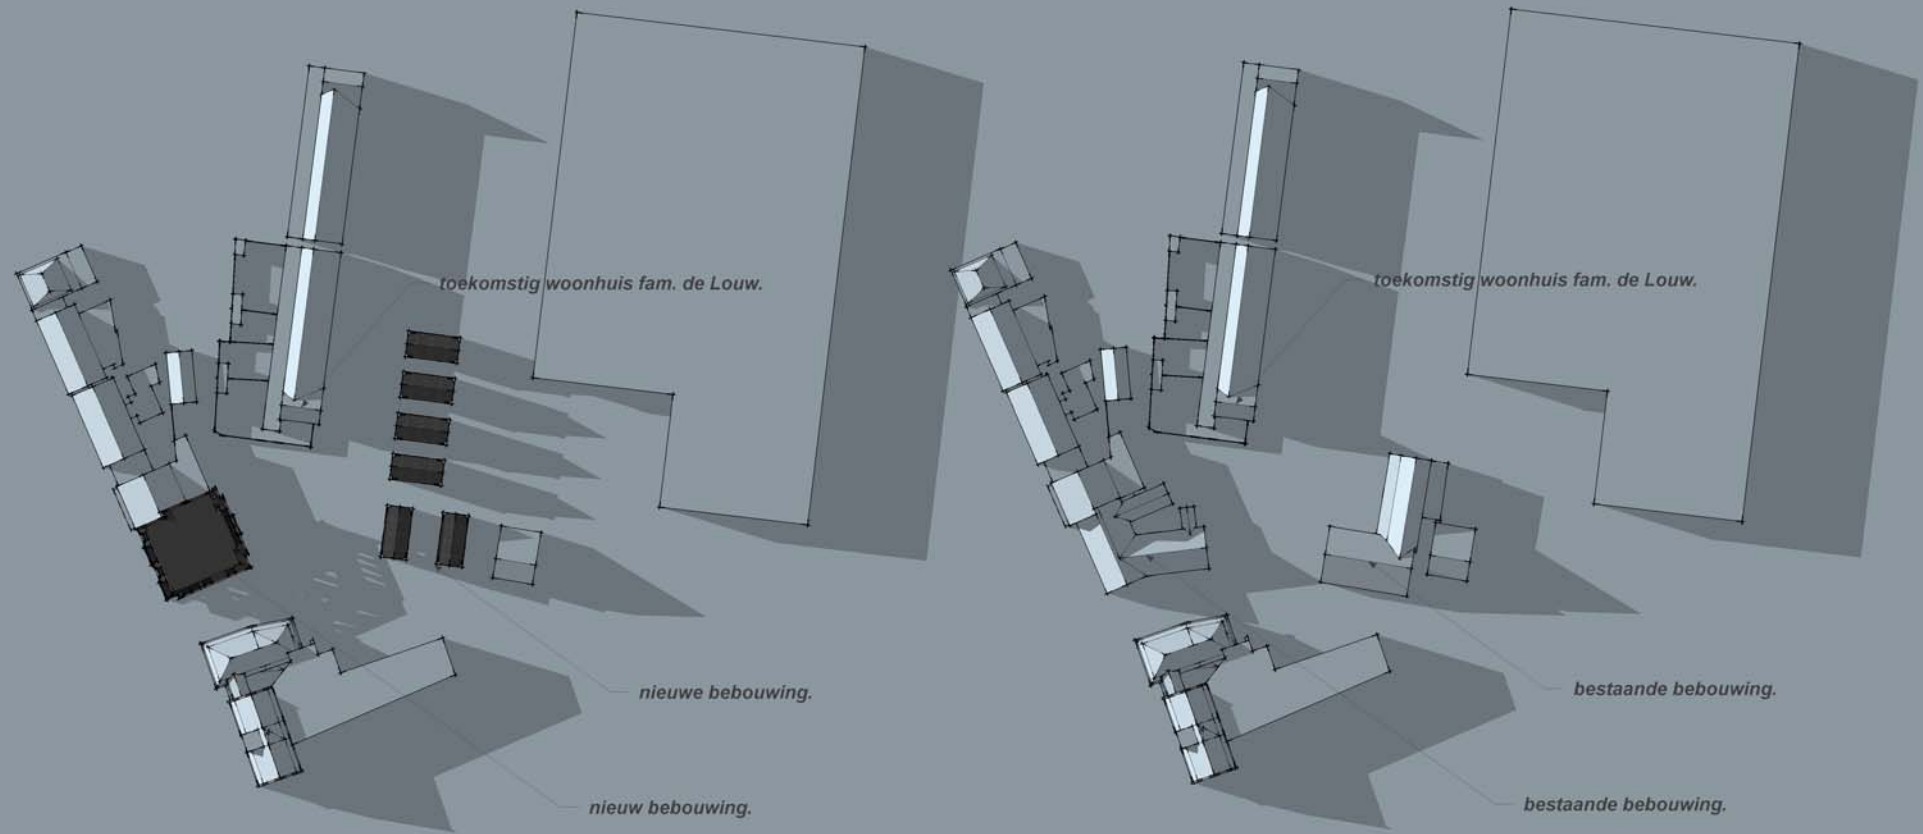 toekomstig woonhuis fam. de Louw.
nieuwe bebouwing.
nieuw bebouwing.
toekomstig woonhuis fam. de Louw.
bestaande bebouwing.
bestaande bebouwing.